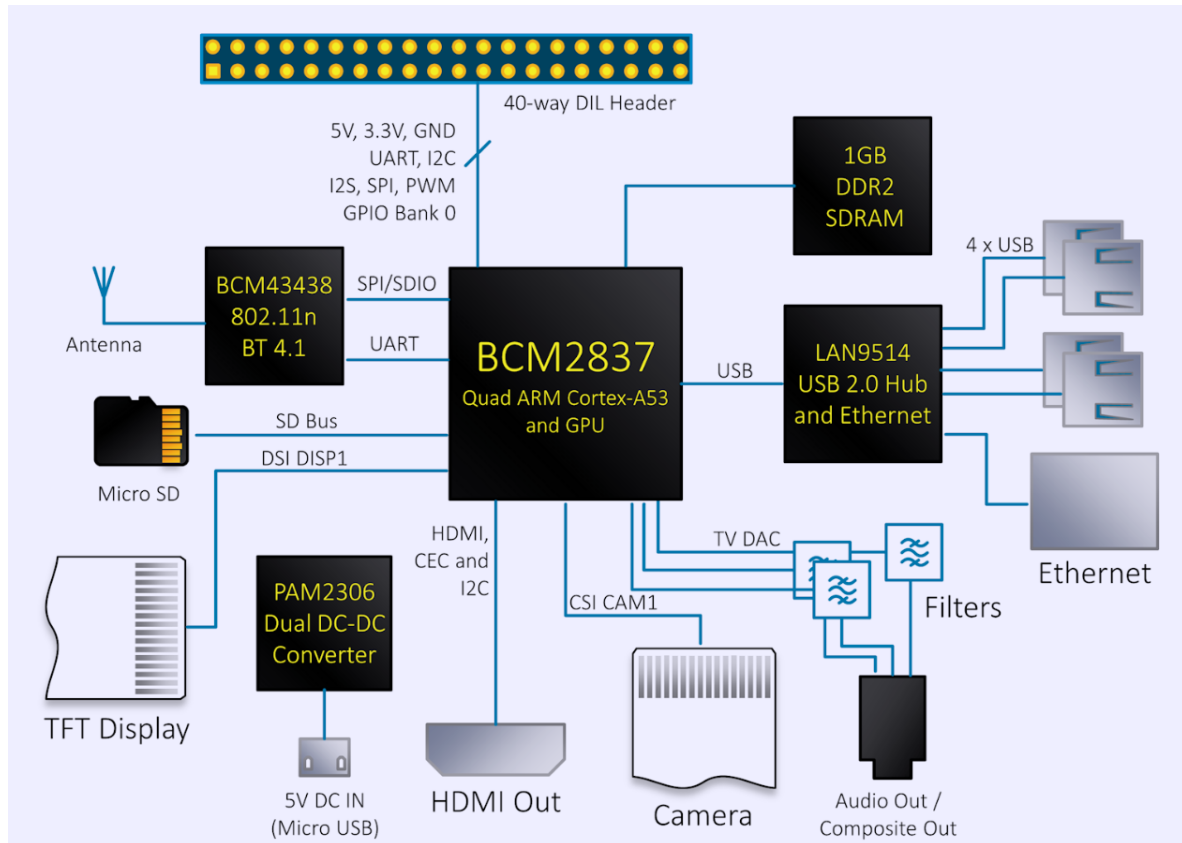 40-way DIL Header
5V, 3.3V, GND
UART, I2C
I2S, SPI, PWM
GPIO Bank 0
1GB
DDR2
SDRAM
4 x USB
BCM43438
802.11n
BT 4.1
SPI/SDIO
UART
Antenna
BCM2837
Quad ARM Cortex-A53
and GPU
USB
LAN9514
USB 2.0 Hub
and Ethernet
SD Bus
DSI DISP1
Micro SD
HDMI,
CEC and
I2C
TV DAC
Ethernet
PAM2306
Dual DC-DC
Converter
CSI CAM1
Filters
TFT Display
5V DC IN
(Micro USB)
HDMI Out
Camera
Audio Out /
Composite Out